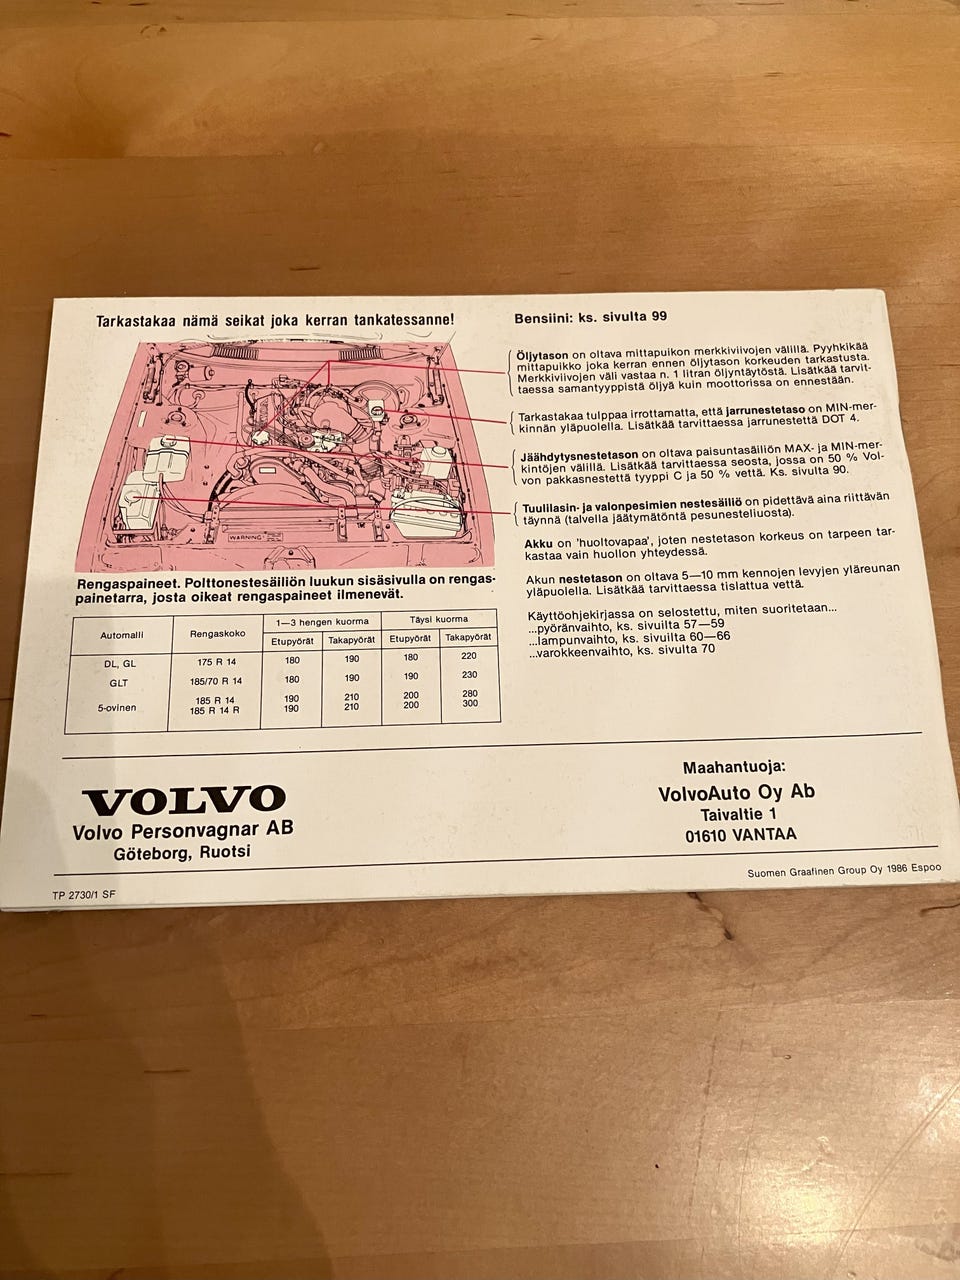 Tarkastakaa nämä seikat joka kerran tankatessanne!
WARNING!
Rengaspaineet. Polttonestesäiliön luukun sisäsivulla on rengas-
painetarra, josta oikeat rengaspaineet ilmenevät.
Automalli Rengaskoko 1—3 hengen kuorma Täysi kuorma
Etupyörät Takapyörät Etupyörät Takapyörät
DL, GL 175 R 14 180 190 180 220
GLT 185/70 R 14 180 190 190 230
5-ovinen 185 R 14 190 210 200 280
185 R 14 R 190 210 200 300
Bensiini: ks. sivulta 99
Öljytason on oltava mittapuikon merkkiviivojen välillä. Pyyhkikää
mittapuikko joka kerran ennen öljytason korkeuden tarkastusta.
Merkkiviivojen väli vastaa n. 1 litran öljyntäytöstä. Lisätkää tarvit-
taessa samantyyppistä öljyä kuin moottorissa on ennestään.
Tarkastakaa tulppaa irrottamatta, että jarrunestetaso on MIN-mer-
kinnän yläpuolella. Lisätkää tarvittaessa jarrunestettä DOT 4.
Jäähdytysnestetason on oltava paisuntasäiliön MAX- ja MIN-mer-
kintöjen välillä. Lisätkää tarvittaessa seosta, jossa on 50 % Vol-
von pakkasnestettä tyyppi C ja 50 % vettä. Ks. sivulta 90.
Tuulilasin- ja valonpesimien nestesäiliö on pidettävä aina riittävän
täynnä (talvella jäätymätöntä pesunesteliuosta).
Akku on 'huoltovapaa', joten nestetason korkeus on tarpeen tar-
kastaa vain huollon yhteydessä.
Akun nestetason on oltava 5—10 mm kennojen levyjen yläreunan
yläpuolella. Lisätkää tarvittaessa tislattua vettä.
Käyttöohjekirjassa on selostettu, miten suoritetaan...
...pyöränvaihto, ks. sivuilta 57—59
...lampunvaihto, ks. sivuilta 60—66
...varokkeenvaihto, ks. sivulta 70
VOLVO
Volvo Personvagnar AB
Göteborg, Ruotsi
Maahantuoja:
VolvoAuto Oy Ab
Taivaltie 1
01610 VANTAA
TP 2730/1 SF
Suomen Graafinen Group Oy 1986 Espoo